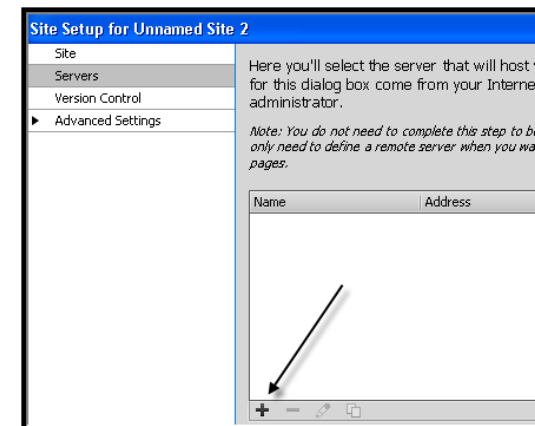 Site Setup for Unnamed Site 2
Site
Servers
Version Control
Advanced Settings
Here you'll select the server that will host
for this dialog box come from your
administrator.
Note: You do not need to complete this step to
only need to define a remote server when you
pages.
Name Address